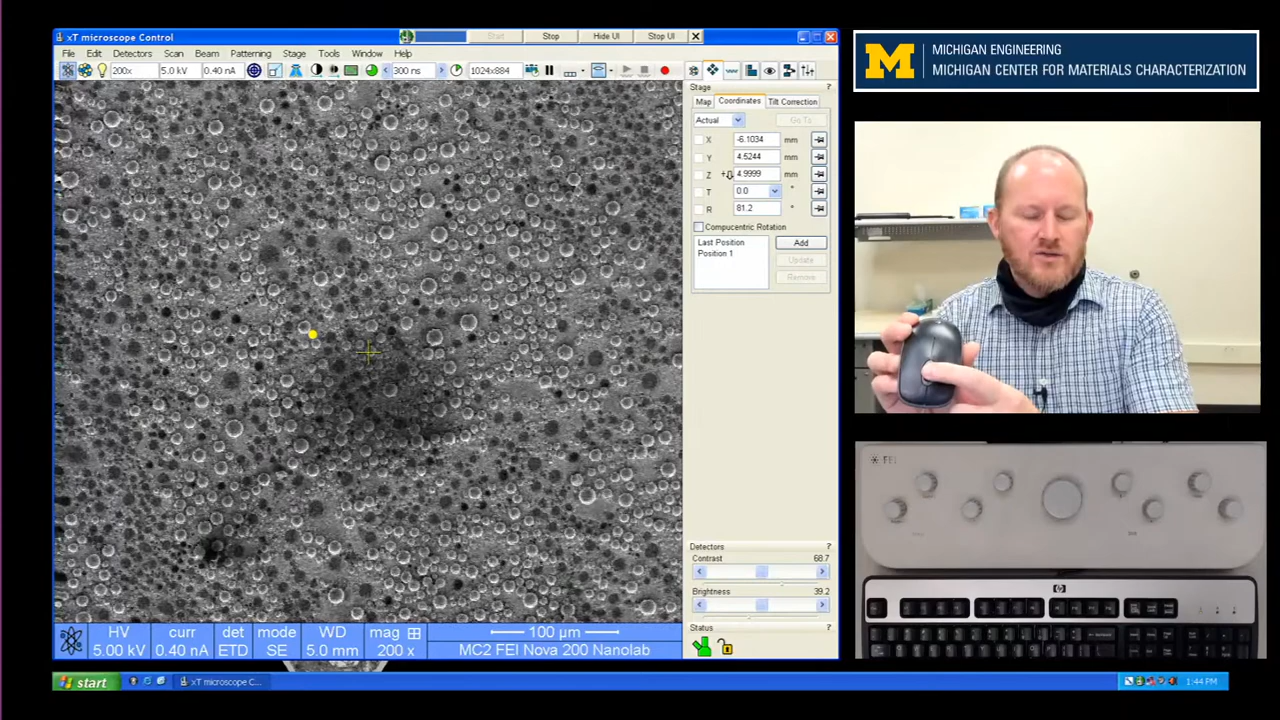 xT microscope Control
Start
Stop
Hide UI
Stop UI
File Edit Detectors Scan Beam Patterning Stage Tools Window Help
200x 5.0 kV 0.40 nA 300 ns 1024x884
Stage ?
Map Coordinates Tilt Correction
Actual Go To
X -6.1034 mm
Y 4.5244 mm
Z 4.9999 mm
T 0.0 °
R 81.2 °
Compucentric Rotation
Last Position Add
Position 1
Update
Remove
Detectors ?
Contrast 68.7
Brightness 39.2
Status ?
HV curr det mode WD mag 100 µm
5.00 kV 0.40 nA ETD SE 5.0 mm 200 x MC2 FEI Nova 200 Nanolab
start xT microscope C... 1:44 PM
M
MICHIGAN ENGINEERING
MICHIGAN CENTER FOR MATERIALS CHARACTERIZATION
FEI
hp